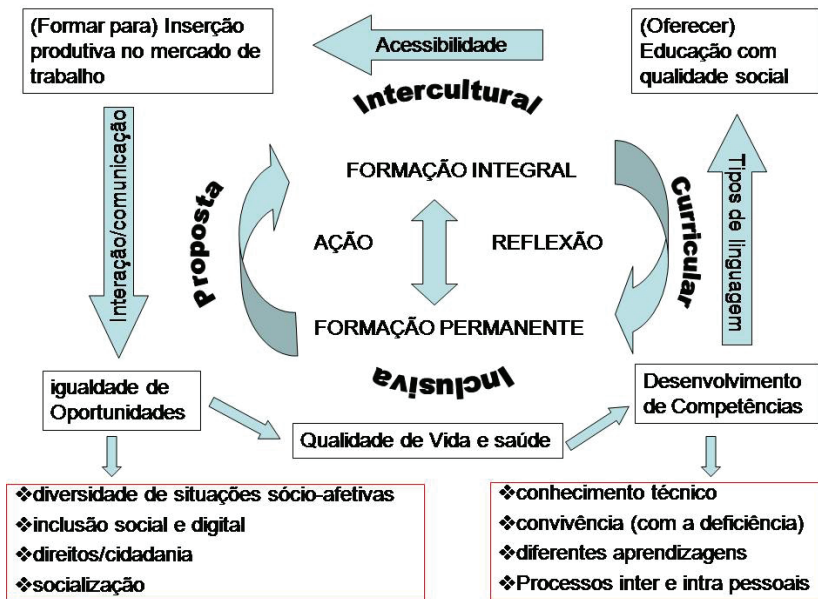 (Formar para) Inserção
produtiva no mercado de
trabalho
Acessibilidade
(Oferecer)
Educação com
qualidade social
Intercultural
Interação/comunicação
Proposta
FORMAÇÃO INTEGRAL
AÇÃO
REFLEXÃO
FORMAÇÃO PERMANENTE
Curricular
Tipos de linguagem
Inclusiva
igualdade de
Oportunidades
Qualidade de Vida e saúde
Desenvolvimento
de Competências
❖diversidade de situações sócio-afetivas
❖inclusão social e digital
❖direitos/cidadania
❖socialização
❖conhecimento técnico
❖convivência (com a deficiência)
❖diferentes aprendizagens
❖Processos inter e intra pessoais